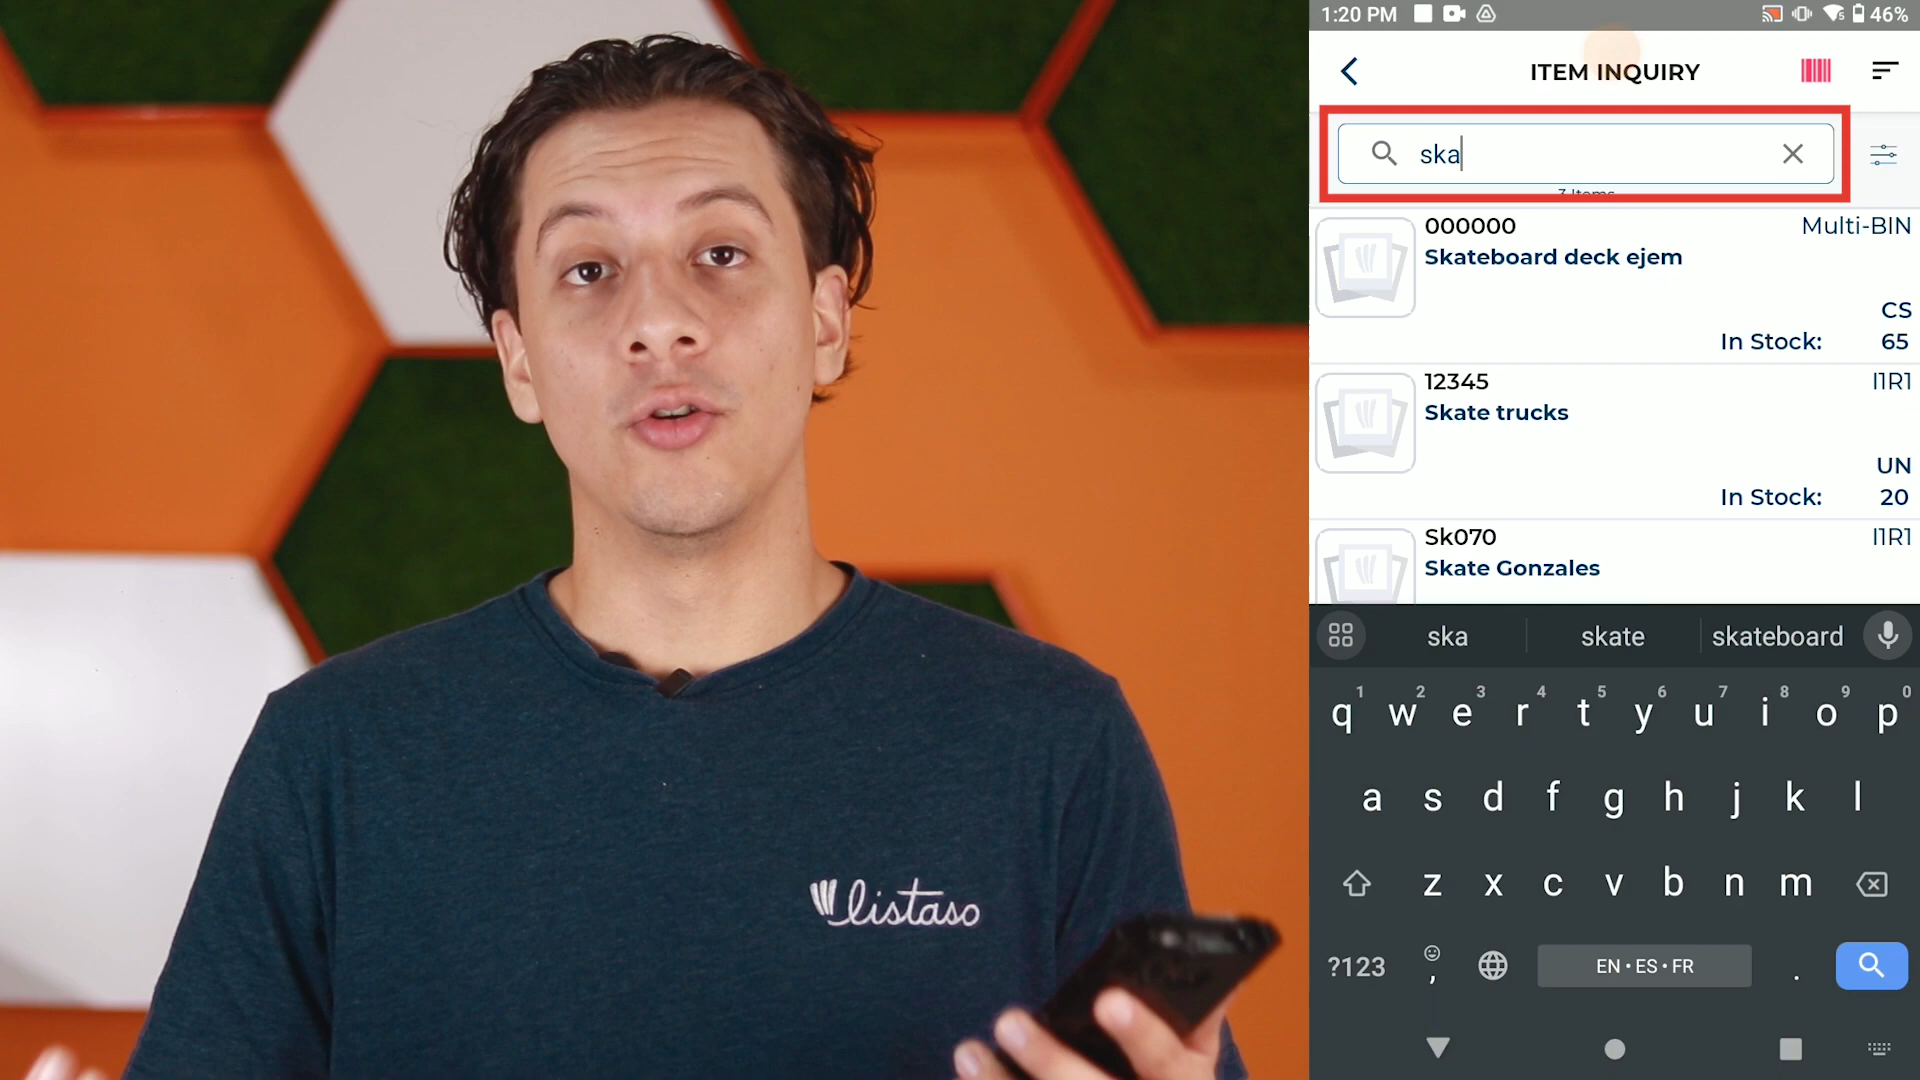 1:20 PM
46%
ITEM INQUIRY
ska
3 Items
000000
Multi-BIN
Skateboard deck ejem
CS
In Stock: 65
12345
I1R1
Skate trucks
UN
In Stock: 20
Sk070
I1R1
Skate Gonzales
ska skate skateboard
1 2 3 4 5 6 7 8 9 0
q w e r t y u i o p
a s d f g h j k l
z x c v b n m
?123 , EN • ES • FR .
listaso